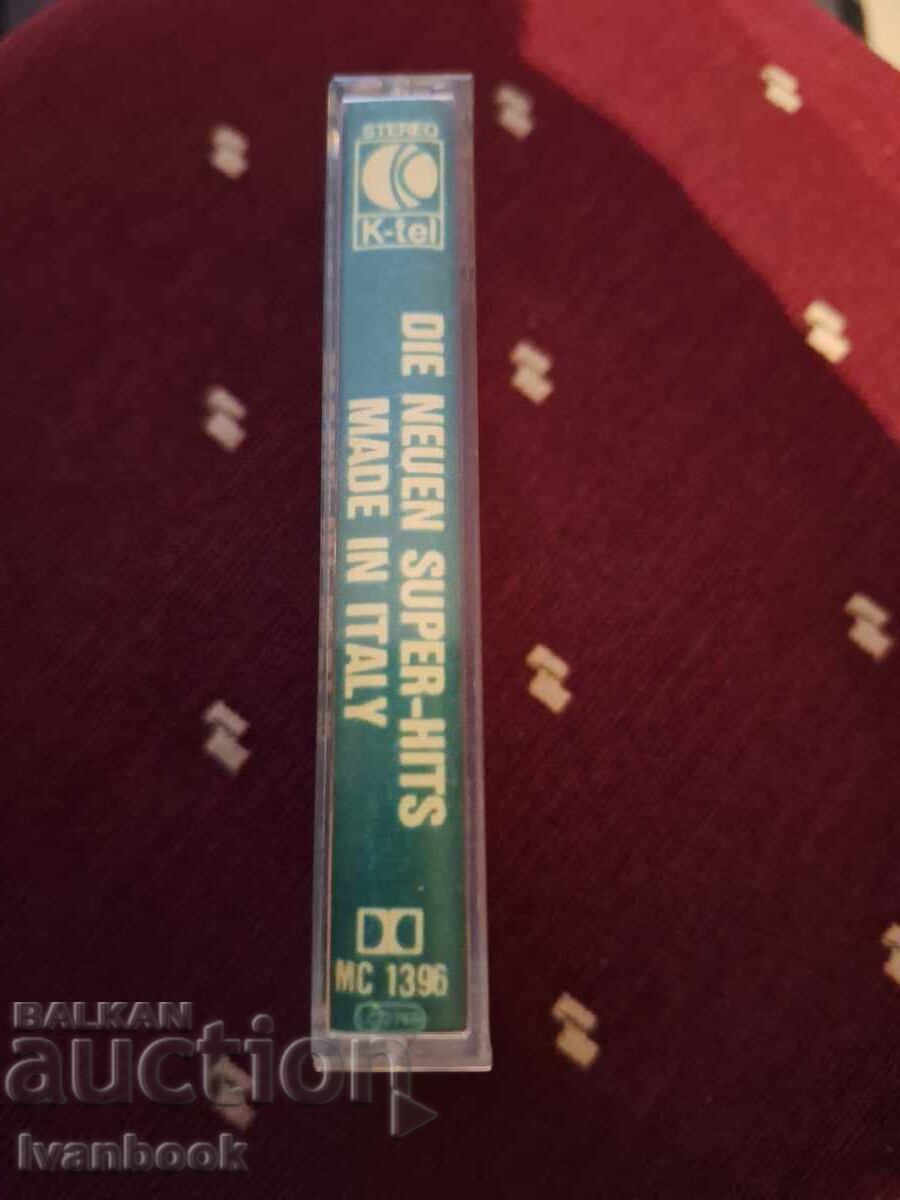 STEREO
K-tel
DIE NEUEN SUPER-HITS
MADE IN ITALY
MC 1396
BALKAN
auction
Ivanbook